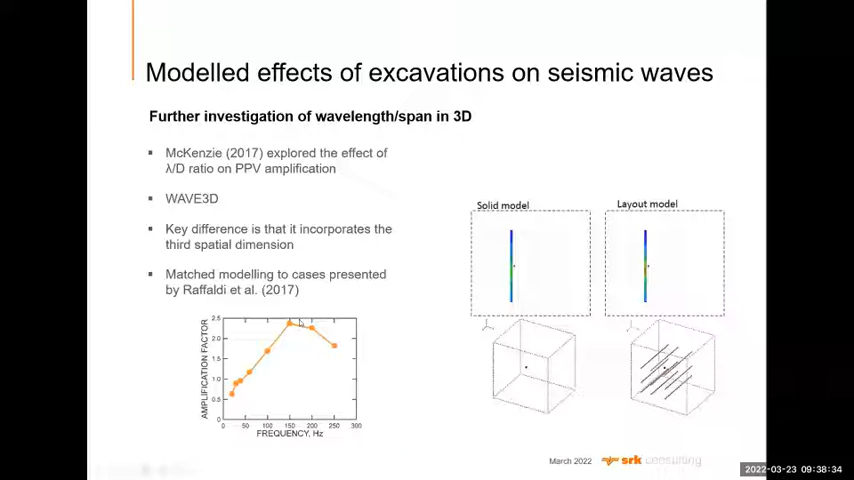 Modelled effects of excavations on seismic waves
Further investigation of wavelength/span in 3D
▪ McKenzie (2017) explored the effect of
λ/D ratio on PPV amplification
▪ WAVE3D
▪ Key difference is that it incorporates the
third spatial dimension
▪ Matched modelling to cases presented
by Raffaldi et al. (2017)
Solid model
Layout model
AMPLIFICATION FACTOR
2.5
2.0
1.5
1.0
0.5
0
0 50 100 150 200 250 300
FREQUENCY, Hz
March 2022
srk consulting
2022-03-23 09:38:34